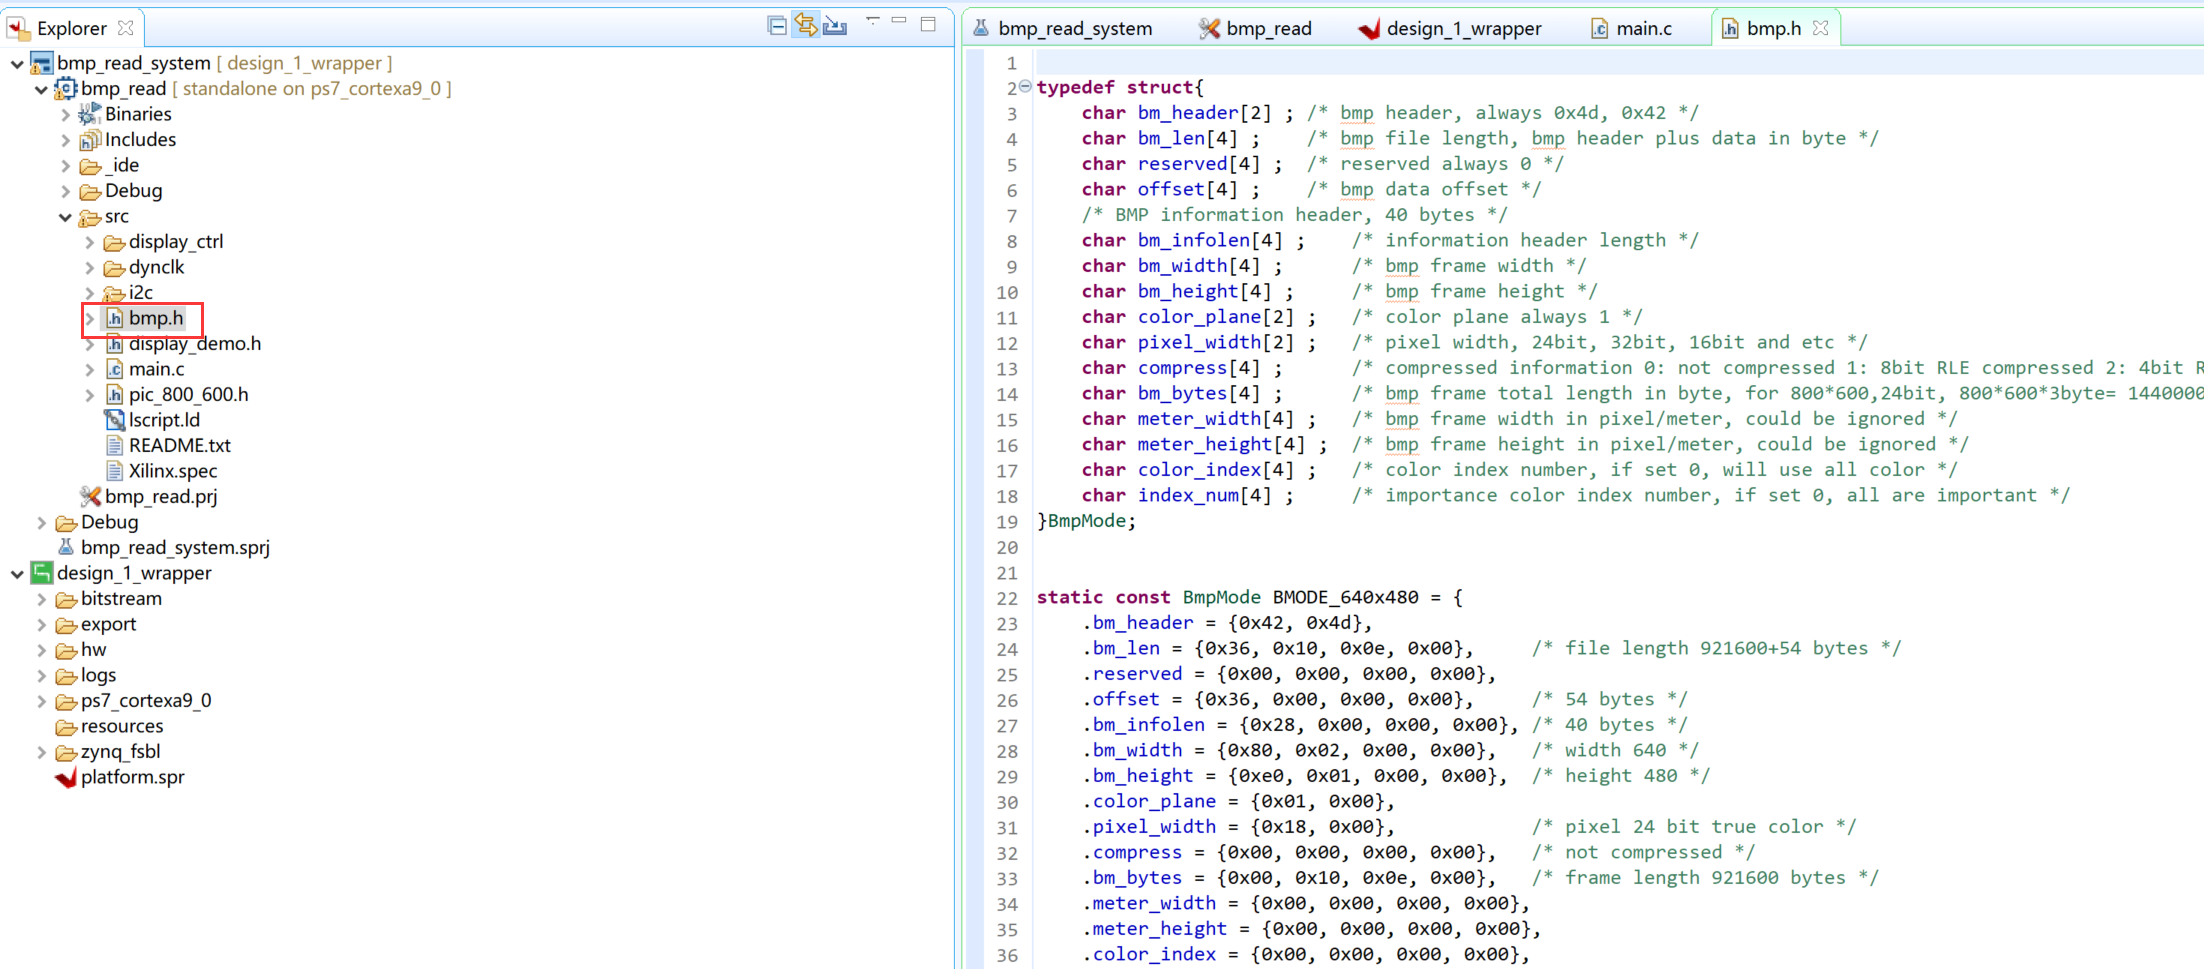 Explorer
bmp_read_system [ design_1_wrapper ]
bmp_read [ standalone on ps7_cortexa9_0 ]
Binaries
Includes
_ide
Debug
src
display_ctrl
dynclk
i2c
bmp.h
display_demo.h
main.c
pic_800_600.h
lscript.ld
README.txt
Xilinx.spec
bmp_read.prj
Debug
bmp_read_system.sprj
design_1_wrapper
bitstream
export
hw
logs
ps7_cortexa9_0
resources
zynq_fsbl
platform.spr
bmp_read_system bmp_read design_1_wrapper main.c bmp.h
1
2 typedef struct{
3 char bm_header[2] ; /* bmp header, always 0x4d, 0x42 */
4 char bm_len[4] ; /* bmp file length, bmp header plus data in byte */
5 char reserved[4] ; /* reserved always 0 */
6 char offset[4] ; /* bmp data offset */
7 /* BMP information header, 40 bytes */
8 char bm_infolen[4] ; /* information header length */
9 char bm_width[4] ; /* bmp frame width */
10 char bm_height[4] ; /* bmp frame height */
11 char color_plane[2] ; /* color plane always 1 */
12 char pixel_width[2] ; /* pixel width, 24bit, 32bit, 16bit and etc */
13 char compress[4] ; /* compressed information 0: not compressed 1: 8bit RLE compressed 2: 4bit R
14 char bm_bytes[4] ; /* bmp frame total length in byte, for 800*600,24bit, 800*600*3byte= 1440000
15 char meter_width[4] ; /* bmp frame width in pixel/meter, could be ignored */
16 char meter_height[4] ; /* bmp frame height in pixel/meter, could be ignored */
17 char color_index[4] ; /* color index number, if set 0, will use all color */
18 char index_num[4] ; /* importance color index number, if set 0, all are important */
19 }BmpMode;
20
21
22 static const BmpMode BMODE_640x480 = {
23 .bm_header = {0x42, 0x4d},
24 .bm_len = {0x36, 0x10, 0x0e, 0x00}, /* file length 921600+54 bytes */
25 .reserved = {0x00, 0x00, 0x00, 0x00},
26 .offset = {0x36, 0x00, 0x00, 0x00}, /* 54 bytes */
27 .bm_infolen = {0x28, 0x00, 0x00, 0x00}, /* 40 bytes */
28 .bm_width = {0x80, 0x02, 0x00, 0x00}, /* width 640 */
29 .bm_height = {0xe0, 0x01, 0x00, 0x00}, /* height 480 */
30 .color_plane = {0x01, 0x00},
31 .pixel_width = {0x18, 0x00}, /* pixel 24 bit true color */
32 .compress = {0x00, 0x00, 0x00, 0x00}, /* not compressed */
33 .bm_bytes = {0x00, 0x10, 0x0e, 0x00}, /* frame length 921600 bytes */
34 .meter_width = {0x00, 0x00, 0x00, 0x00},
35 .meter_height = {0x00, 0x00, 0x00, 0x00},
36 .color_index = {0x00, 0x00, 0x00, 0x00},